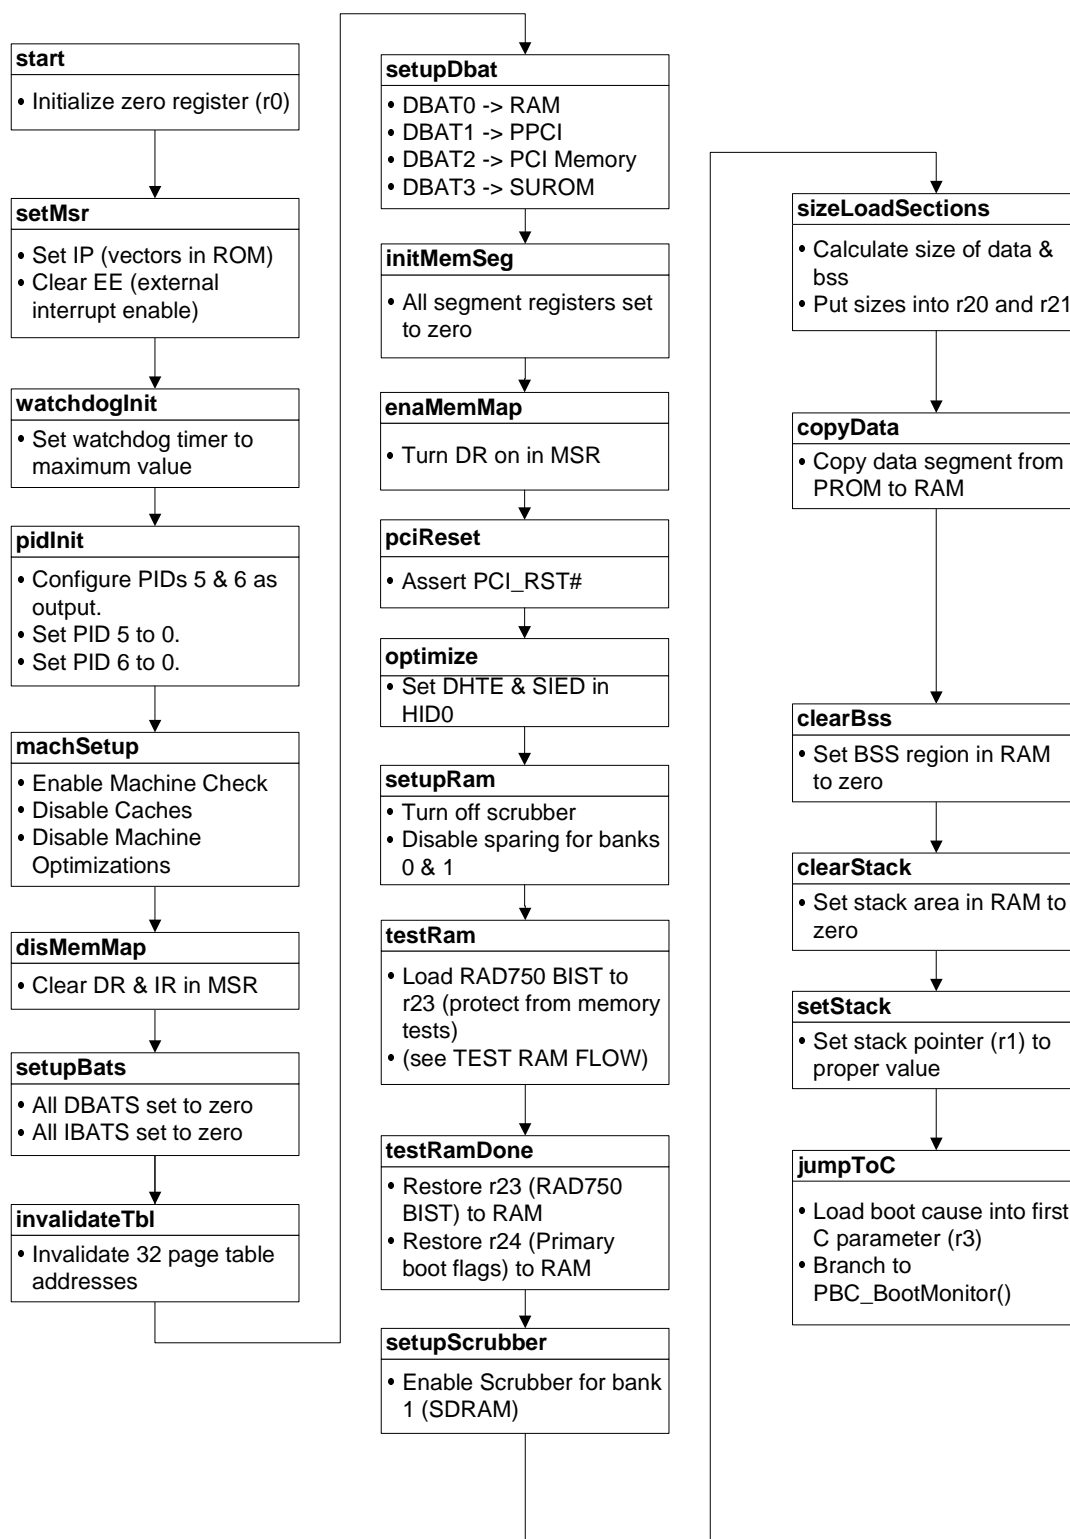 start
• Initialize zero register (r0)
setMsr
• Set IP (vectors in ROM)
• Clear EE (external
interrupt enable)
watchdogInit
• Set watchdog timer to
maximum value
pidInit
• Configure PIDs 5 & 6 as
output.
• Set PID 5 to 0.
• Set PID 6 to 0.
machSetup
• Enable Machine Check
• Disable Caches
• Disable Machine
Optimizations
disMemMap
• Clear DR & IR in MSR
setupBats
• All DBATS set to zero
• All IBATS set to zero
invalidateTbl
• Invalidate 32 page table
addresses
setupDbat
• DBAT0 -> RAM
• DBAT1 -> PPCI
• DBAT2 -> PCI Memory
• DBAT3 -> SUROM
initMemSeg
• All segment registers set
to zero
enaMemMap
• Turn DR on in MSR
pciReset
• Assert PCI_RST#
optimize
• Set DHTE & SIED in
HID0
setupRam
• Turn off scrubber
• Disable sparing for banks
0 & 1
testRam
• Load RAD750 BIST to
r23 (protect from memory
tests)
• (see TEST RAM FLOW)
testRamDone
• Restore r23 (RAD750
BIST) to RAM
• Restore r24 (Primary
boot flags) to RAM
setupScrubber
• Enable Scrubber for bank
1 (SDRAM)
sizeLoadSections
• Calculate size of data &
bss
• Put sizes into r20 and r21
copyData
• Copy data segment from
PROM to RAM
clearBss
• Set BSS region in RAM
to zero
clearStack
• Set stack area in RAM to
zero
setStack
• Set stack pointer (r1) to
proper value
jumpToC
• Load boot cause into first
C parameter (r3)
• Branch to
PBC_BootMonitor()